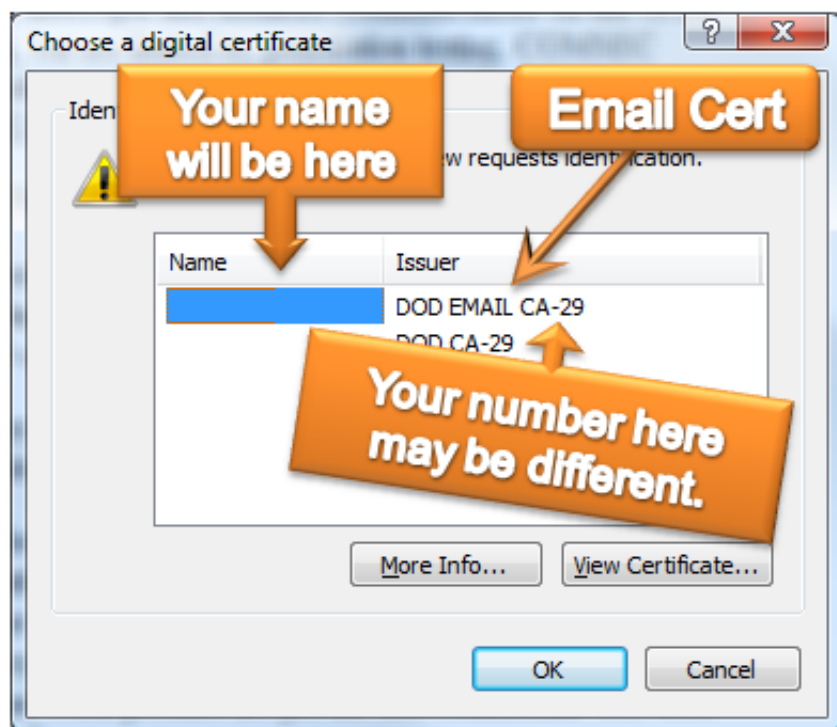 Choose a digital certificate
?
X
Your name
will be here
Email Cert
requests identification.
Name
Issuer
DOD EMAIL CA-29
DOD CA-29
Your number here
may be different.
More Info...
View Certificate...
OK
Cancel